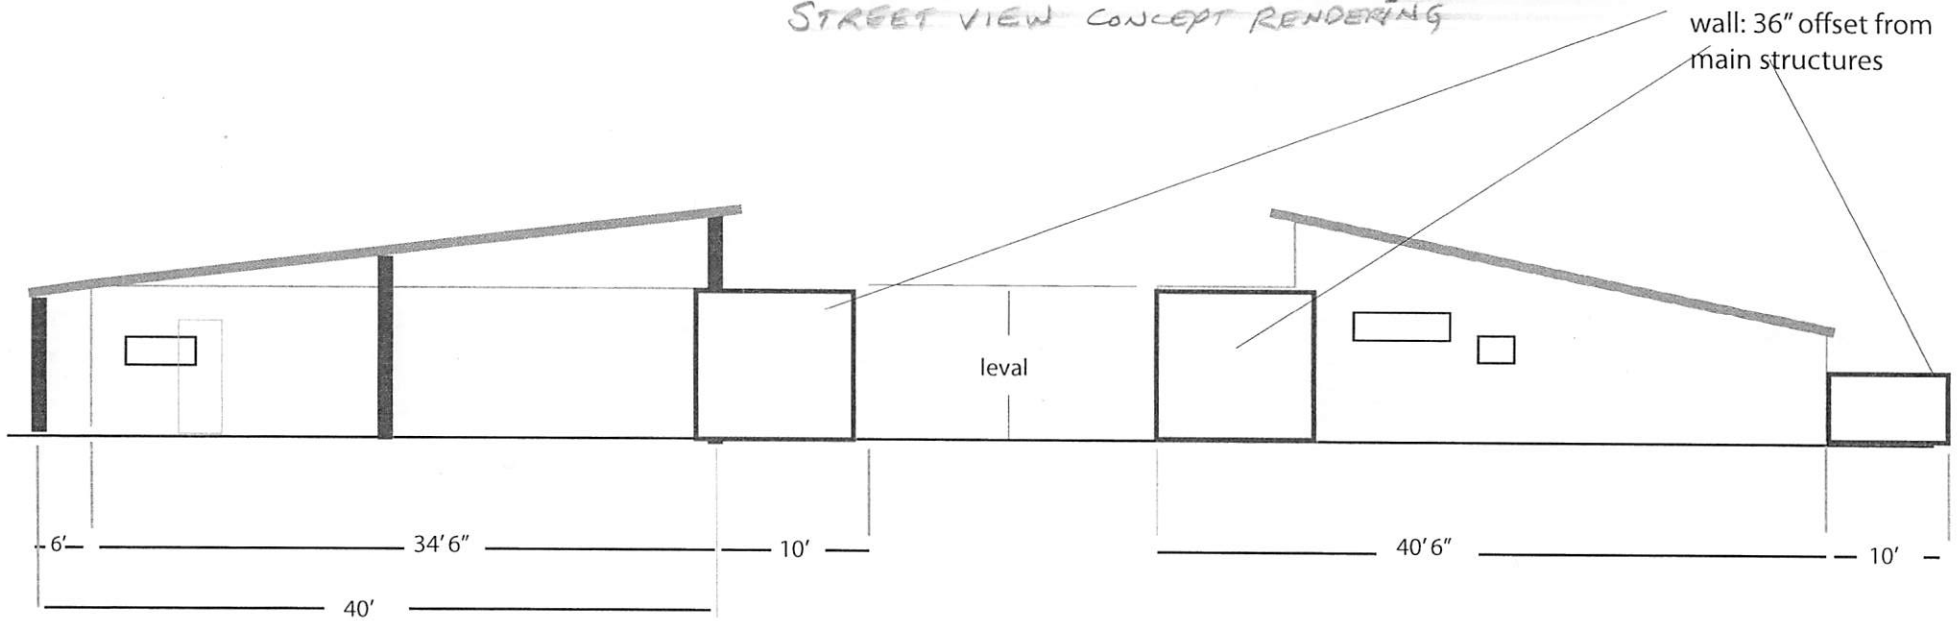 STREET VIEW CONCEPT RENDERING
wall: 36" offset from
main structures
leval
6'
34'6"
10'
40'6"
10'
40'